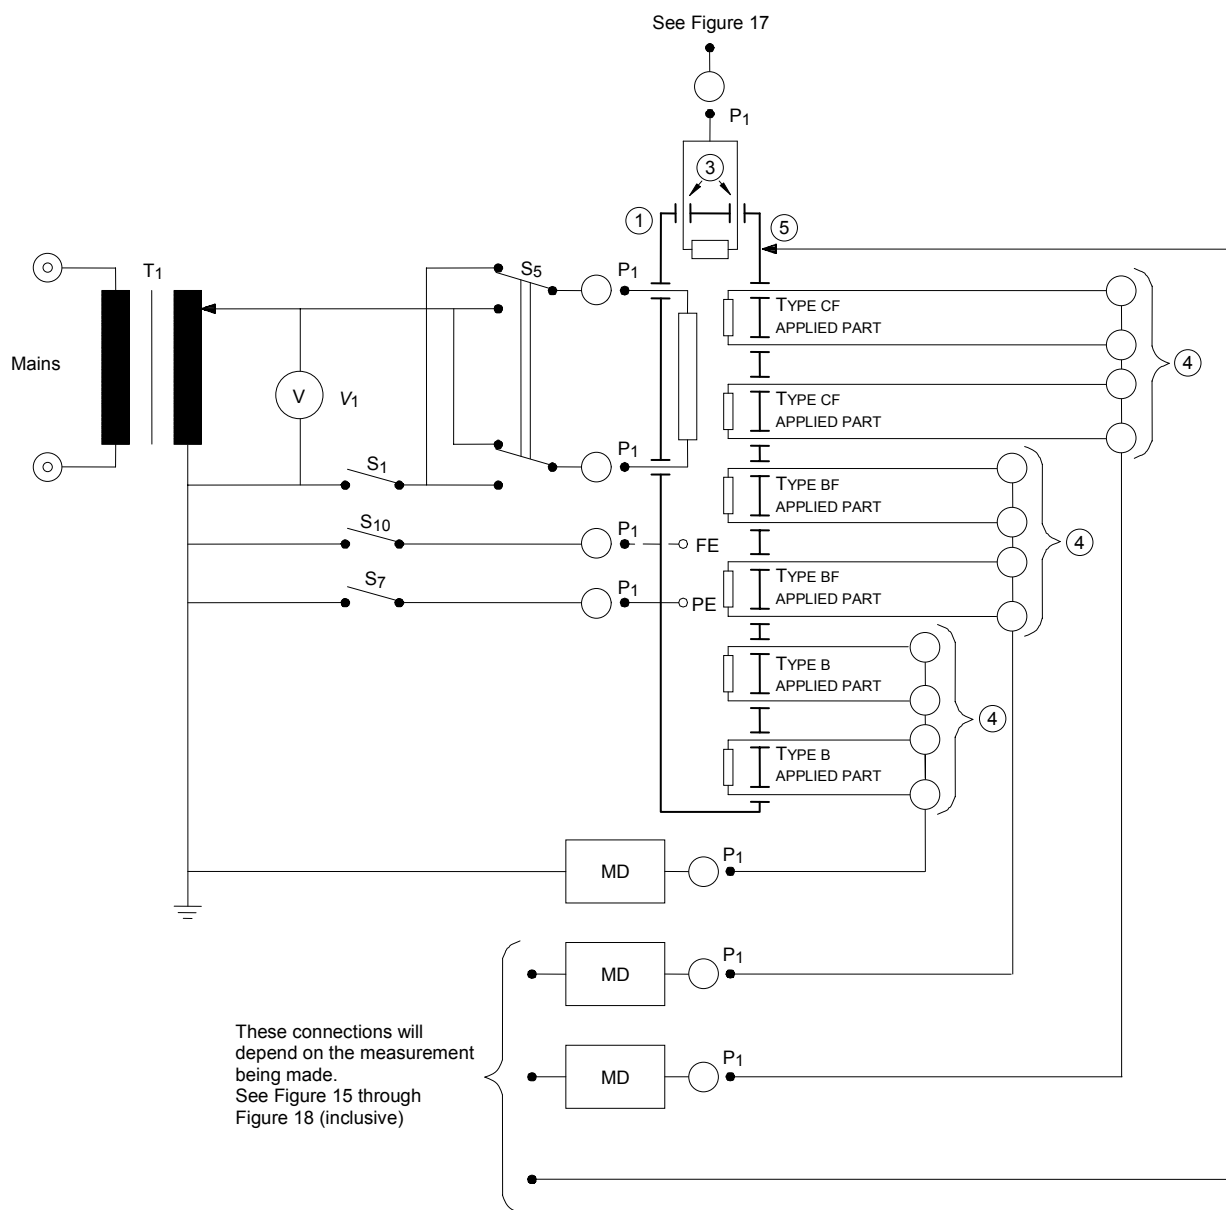 See Figure 17
P1
3
1
5
T1
S5
P1
TYPE CF
APPLIED PART
Mains
V
V1
4
TYPE CF
APPLIED PART
P1
S1
TYPE BF
APPLIED PART
S10
P1
FE
4
S7
P1
PE
TYPE BF
APPLIED PART
TYPE B
APPLIED PART
4
TYPE B
APPLIED PART
MD
P1
MD
P1
These connections will
depend on the measurement
being made.
See Figure 15 through
Figure 18 (inclusive)
MD
P1